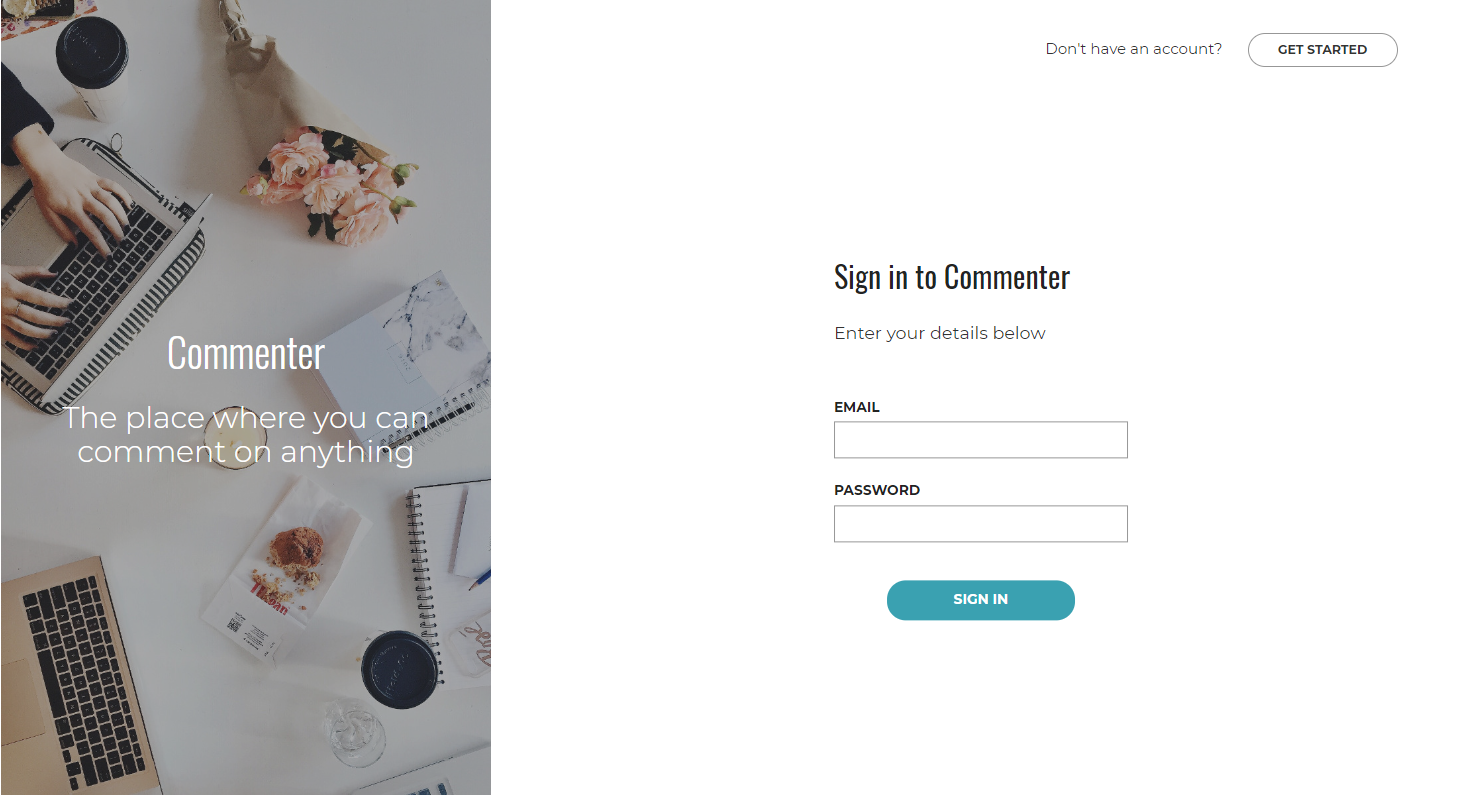 Commenter
The place where you can
comment on anything
Don't have an account?
GET STARTED
Sign in to Commenter
Enter your details below
EMAIL
PASSWORD
SIGN IN